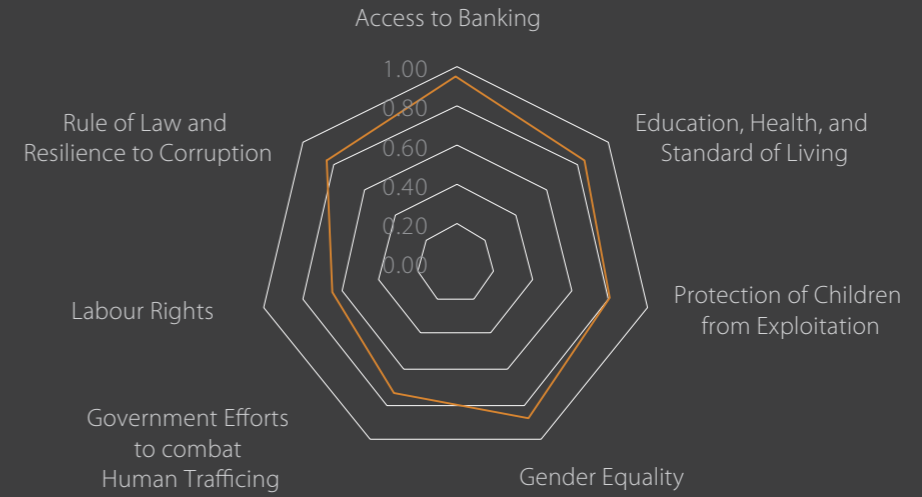 Access to Banking
1.00
0.80
0.60
0.40
0.20
0.00
Education, Health, and
Standard of Living
Protection of Children
from Exploitation
Gender Equality
Government Efforts
to combat
Human Trafficing
Labour Rights
Rule of Law and
Resilience to Corruption